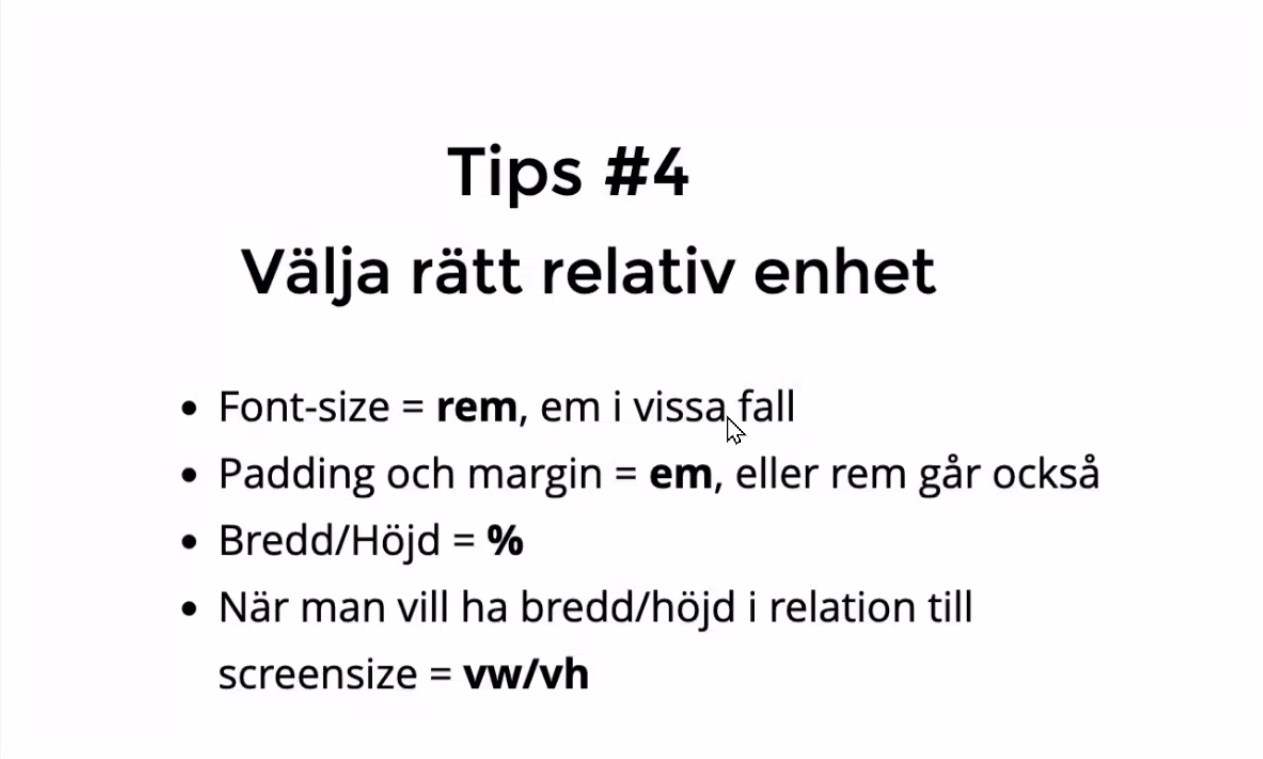 Tips #4
Välja rätt relativ enhet
• Font-size = rem, em i vissa fall
• Padding och margin = em, eller rem går också
• Bredd/Höjd = %
• När man vill ha bredd/höjd i relation till
screensize = vw/vh